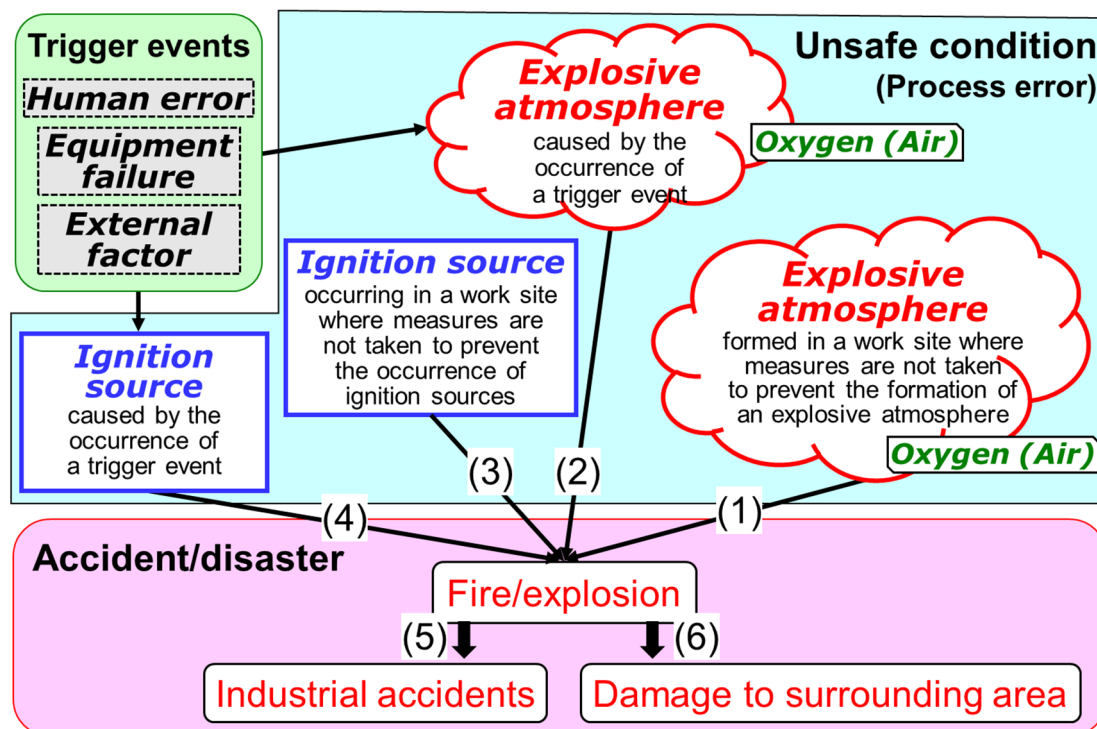 Trigger events
Human error
Equipment
failure
External
factor
Unsafe condition
(Process error)
Explosive
atmosphere
caused by the
occurrence of
a trigger event
Oxygen (Air)
Ignition source
occurring in a work site
where measures are
not taken to prevent
the occurrence of
ignition sources
Explosive
atmosphere
formed in a work site where
measures are not taken
to prevent the formation of
an explosive atmosphere
Oxygen (Air)
Ignition
source
caused by the
occurrence of
a trigger event
(4)
(3)
(2)
(1)
Accident/disaster
Fire/explosion
(5)
(6)
Industrial accidents
Damage to surrounding area